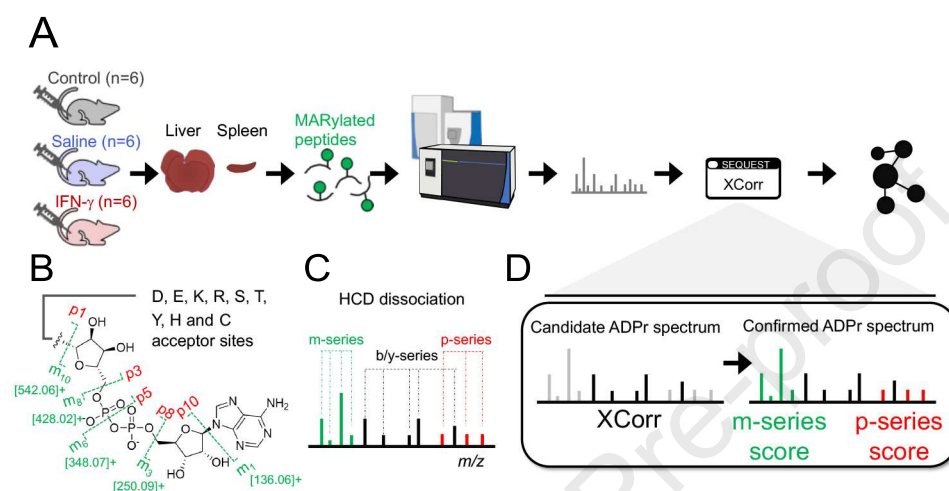 A
Control (n=6)
Saline (n=6)
IFN-γ (n=6)
Liver
Spleen
MARylated
peptides
SEQUEST
XCorr
B
D, E, K, R, S, T,
Y, H and C
acceptor sites
p1
OH
OH
O
m10
[542.06]+
m8
p3
O
[428.02]+
O
P
O
O-
p5
O
P
O
O-
m6
[348.07]+
m3
[250.09]+
p8
p10
O
HO
OH
N
N
N
N
NH2
m1
[136.06]+
C
HCD dissociation
m-series
b/y-series
p-series
m/z
D
Candidate ADPr spectrum
Confirmed ADPr spectrum
XCorr
m-series
score
p-series
score
Pre-proof